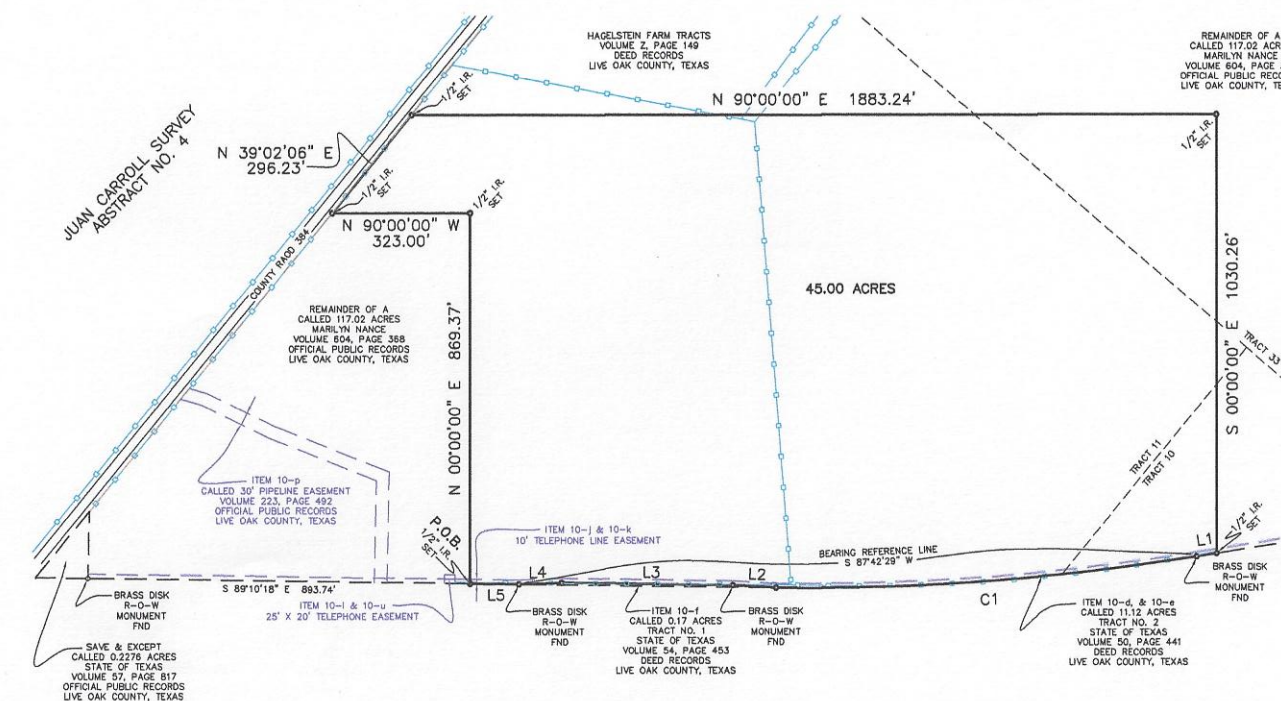 HAGELSTEIN FARM TRACTS
VOLUME Z, PAGE 149
DEED RECORDS
LIVE OAK COUNTY, TEXAS
REMAINDER OF A
CALLED 117.02 ACR
MARILYN NANCE
VOLUME 604, PAGE
OFFICIAL PUBLIC RECO
LIVE OAK COUNTY, TE
N 90°00'00" E 1883.24'
1/2" I.R.
SET
1/2" I.R.
SET
JUAN CARROLL SURVEY
ABSTRACT NO. 4
N 39°02'06" E
296.23'
1/2" I.R.
SET
1/2" I.R.
SET
N 90°00'00" W
323.00'
COUNTY RAOD 384
45.00 ACRES
S 00°00'00" E 1030.26'
REMAINDER OF A
CALLED 117.02 ACRES
MARILYN NANCE
VOLUME 604, PAGE 368
OFFICIAL PUBLIC RECORDS
LIVE OAK COUNTY, TEXAS
N 00°00'00" E 869.37'
TRACT 33
TRACT 11
TRACT 10
ITEM 10-p
CALLED 30' PIPELINE EASEMENT
VOLUME 223, PAGE 492
OFFICIAL PUBLIC RECORDS
LIVE OAK COUNTY, TEXAS
P.O.B.
1/2" I.R.
SET
ITEM 10-j & 10-k
10' TELEPHONE LINE EASEMENT
BEARING REFERENCE LINE
S 87°42'29" W
L1
1/2" I.R.
SET
BRASS DISK
R-O-W
MONUMENT
FND
L4
L3
L2
L5
C1
S 89°10'18" E 893.74'
BRASS DISK
R-O-W
MONUMENT
FND
ITEM 10-l & 10-u
25' X 20' TELEPHONE EASEMENT
BRASS DISK
R-O-W
MONUMENT
FND
ITEM 10-f
CALLED 0.17 ACRES
TRACT NO. 1
STATE OF TEXAS
VOLUME 54, PAGE 453
DEED RECORDS
LIVE OAK COUNTY, TEXAS
BRASS DISK
R-O-W
MONUMENT
FND
ITEM 10-d, & 10-e
CALLED 11.12 ACRES
TRACT NO. 2
STATE OF TEXAS
VOLUME 50, PAGE 441
DEED RECORDS
LIVE OAK COUNTY, TEXAS
SAVE & EXCEPT
CALLED 0.2276 ACRES
STATE OF TEXAS
VOLUME 57, PAGE 817
OFFICIAL PUBLIC RECORDS
LIVE OAK COUNTY, TEXAS